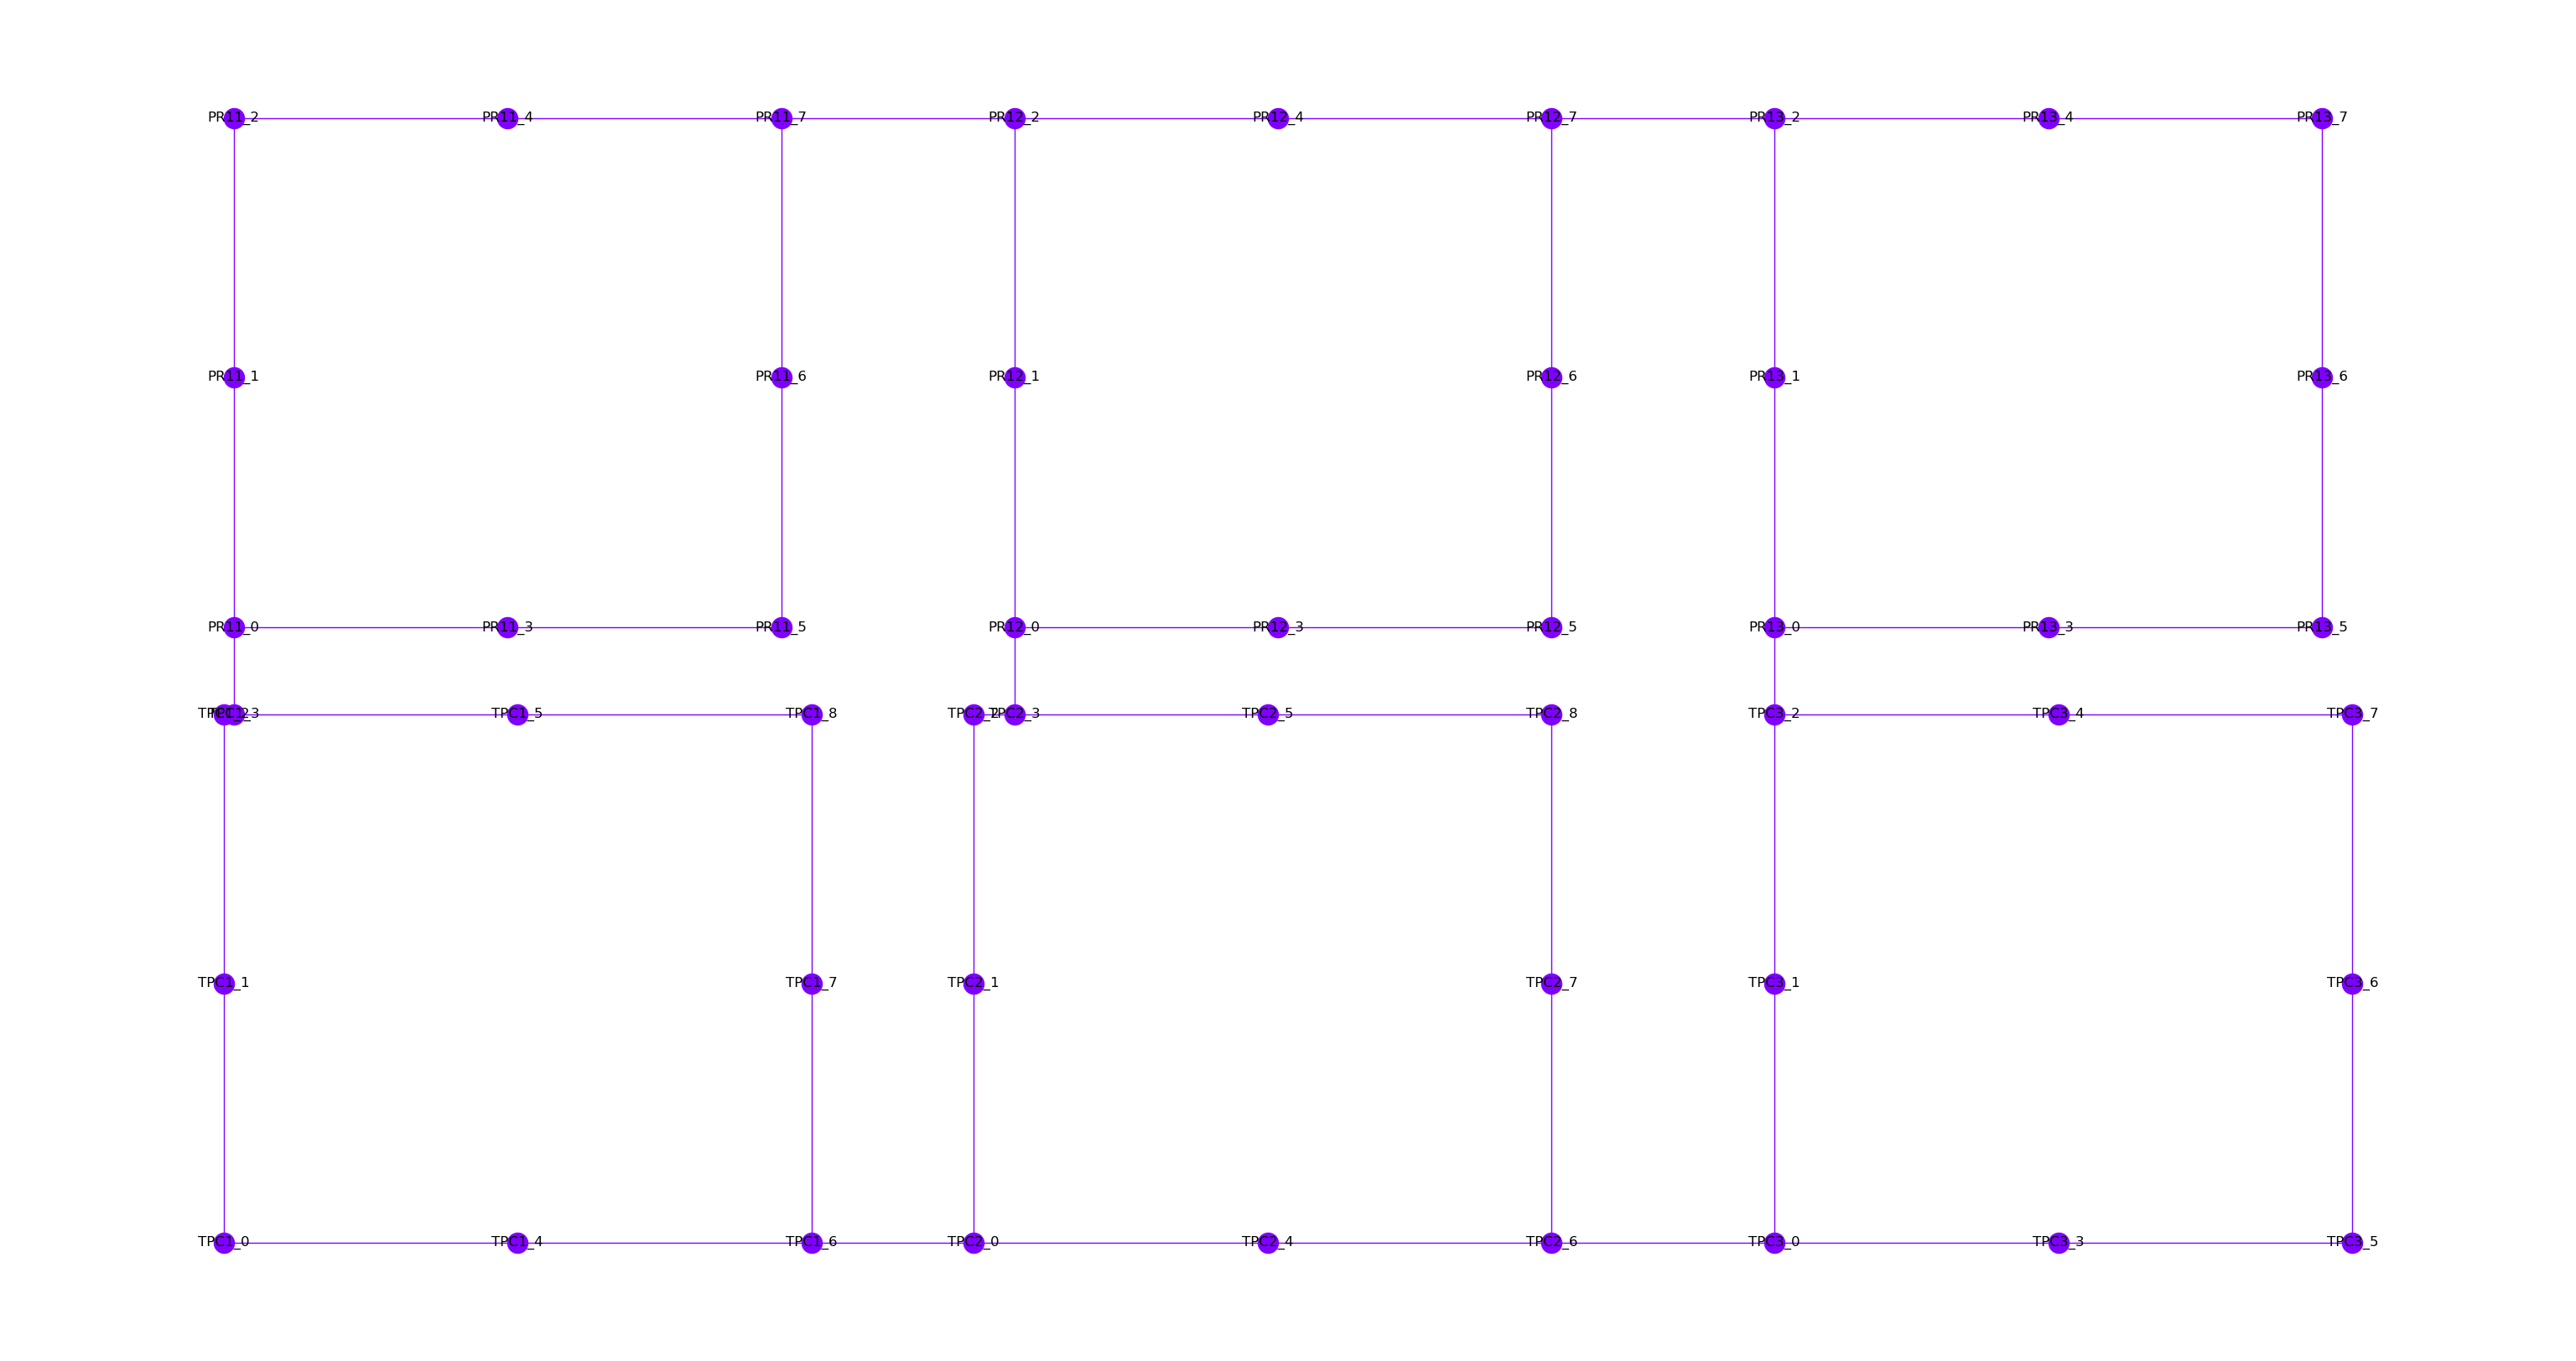 PR11_2 PR11_4 PR11_7 PR12_2 PR12_4 PR12_7 PR13_2 PR13_4 PR13_7
PR11_1 PR11_6 PR12_1 PR12_6 PR13_1 PR13_6
PR11_0 PR11_3 PR11_5 PR12_0 PR12_3 PR12_5 PR13_0 PR13_3 PR13_5
TPC1_2 TPC1_3 TPC1_5 TPC1_8 TPC2_2 TPC2_3 TPC2_5 TPC2_8 TPC3_2 TPC3_4 TPC3_7
TPC1_1 TPC1_7 TPC2_1 TPC2_7 TPC3_1 TPC3_6
TPC1_0 TPC1_4 TPC1_6 TPC2_0 TPC2_4 TPC2_6 TPC3_0 TPC3_3 TPC3_5